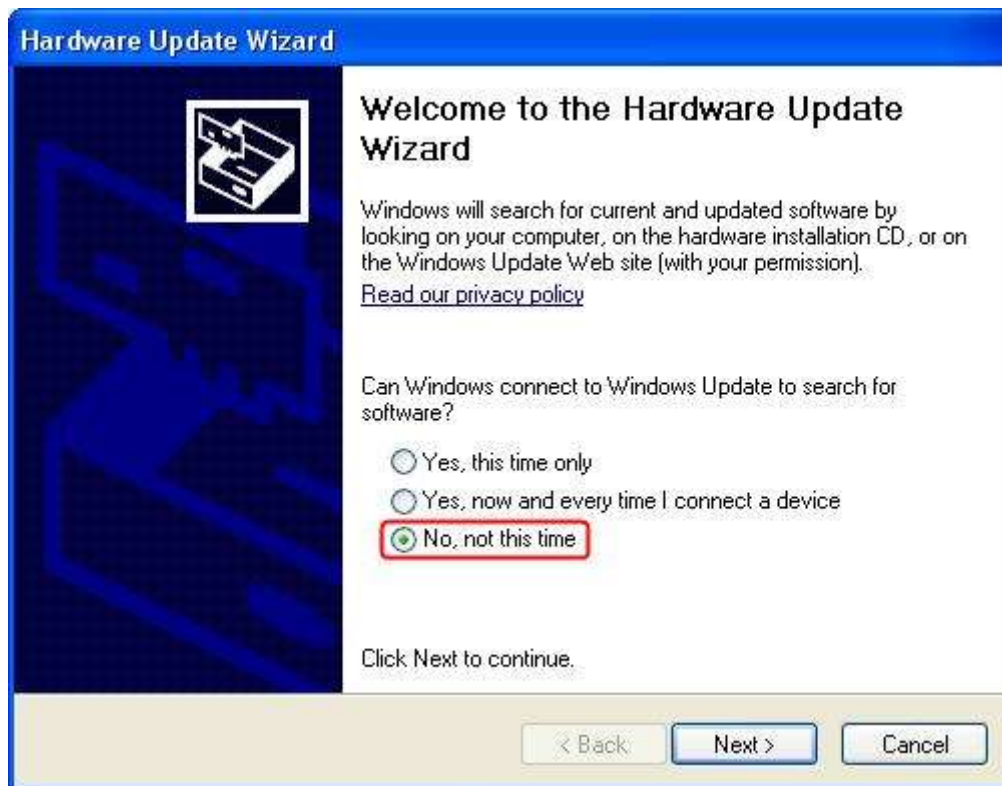 Hardware Update Wizard
Welcome to the Hardware Update
Wizard
Windows will search for current and updated software by
looking on your computer, on the hardware installation CD, or on
the Windows Update Web site (with your permission).
Read our privacy policy
Can Windows connect to Windows Update to search for
software?
Yes, this time only
Yes, now and every time I connect a device
No, not this time
Click Next to continue.
< Back Next > Cancel